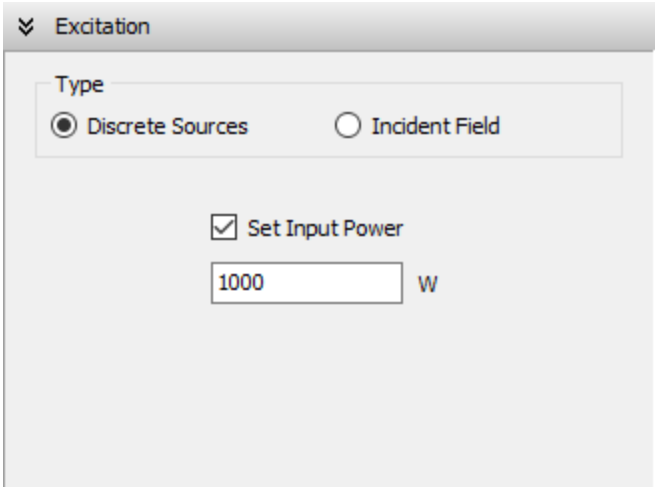 Excitation
Type
Discrete Sources Incident Field
Set Input Power
1000 W